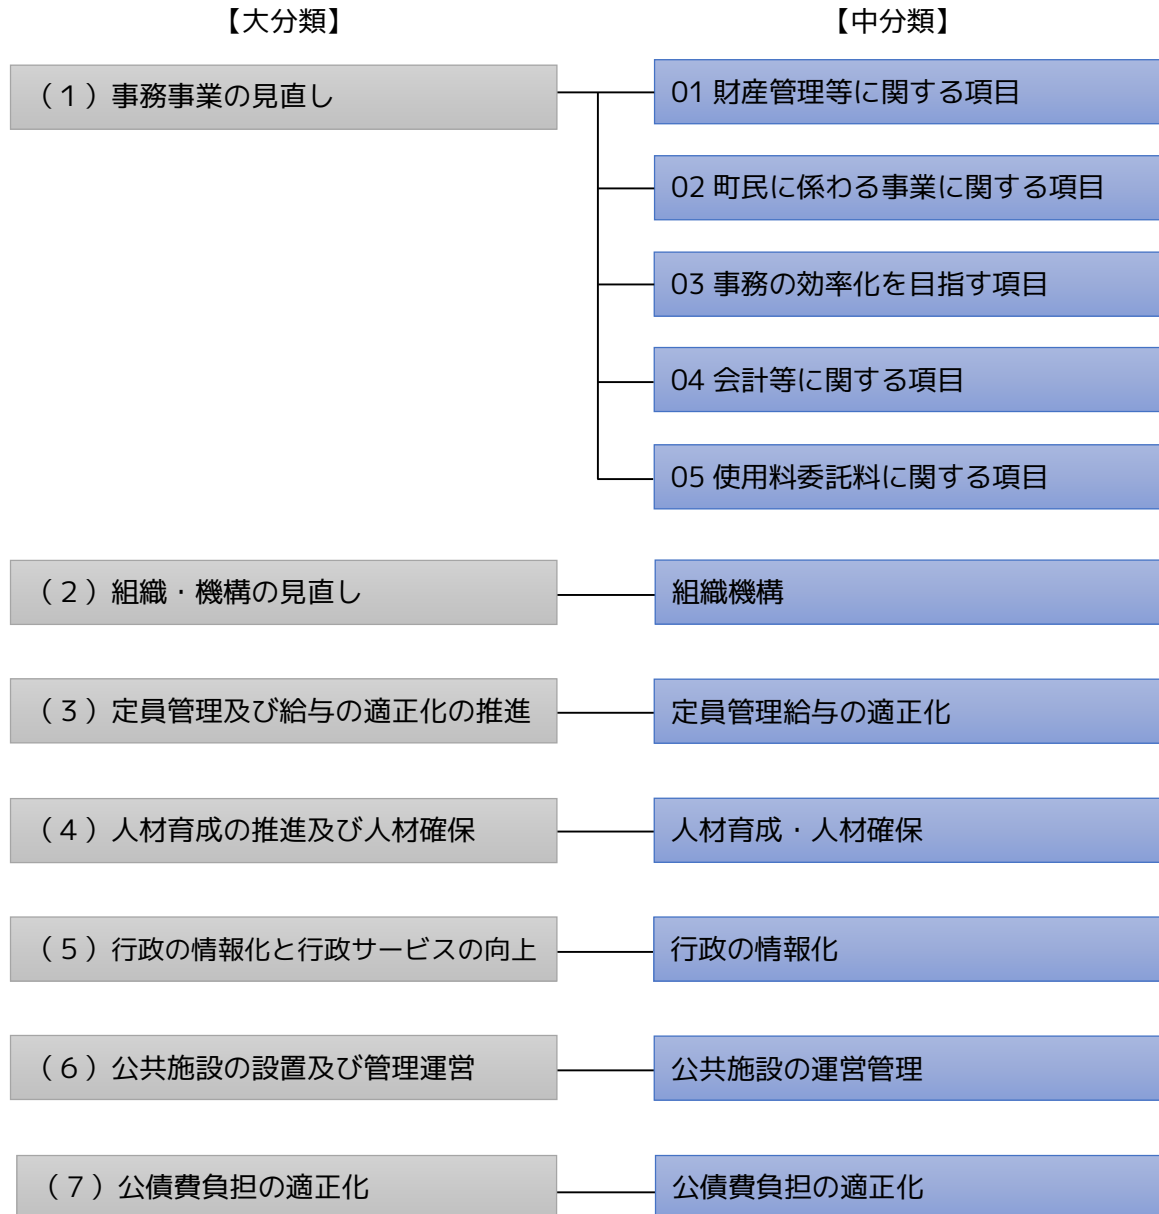 【大分類】 【中分類】
（１）事務事業の見直し 01 財産管理等に関する項目
02 町民に係わる事業に関する項目
03 事務の効率化を目指す項目
04 会計等に関する項目
05 使用料委託料に関する項目
（２）組織・機構の見直し 組織機構
（３）定員管理及び給与の適正化の推進 定員管理給与の適正化
（４）人材育成の推進及び人材確保 人材育成・人材確保
（５）行政の情報化と行政サービスの向上 行政の情報化
（６）公共施設の設置及び管理運営 公共施設の運営管理
（７）公債費負担の適正化 公債費負担の適正化